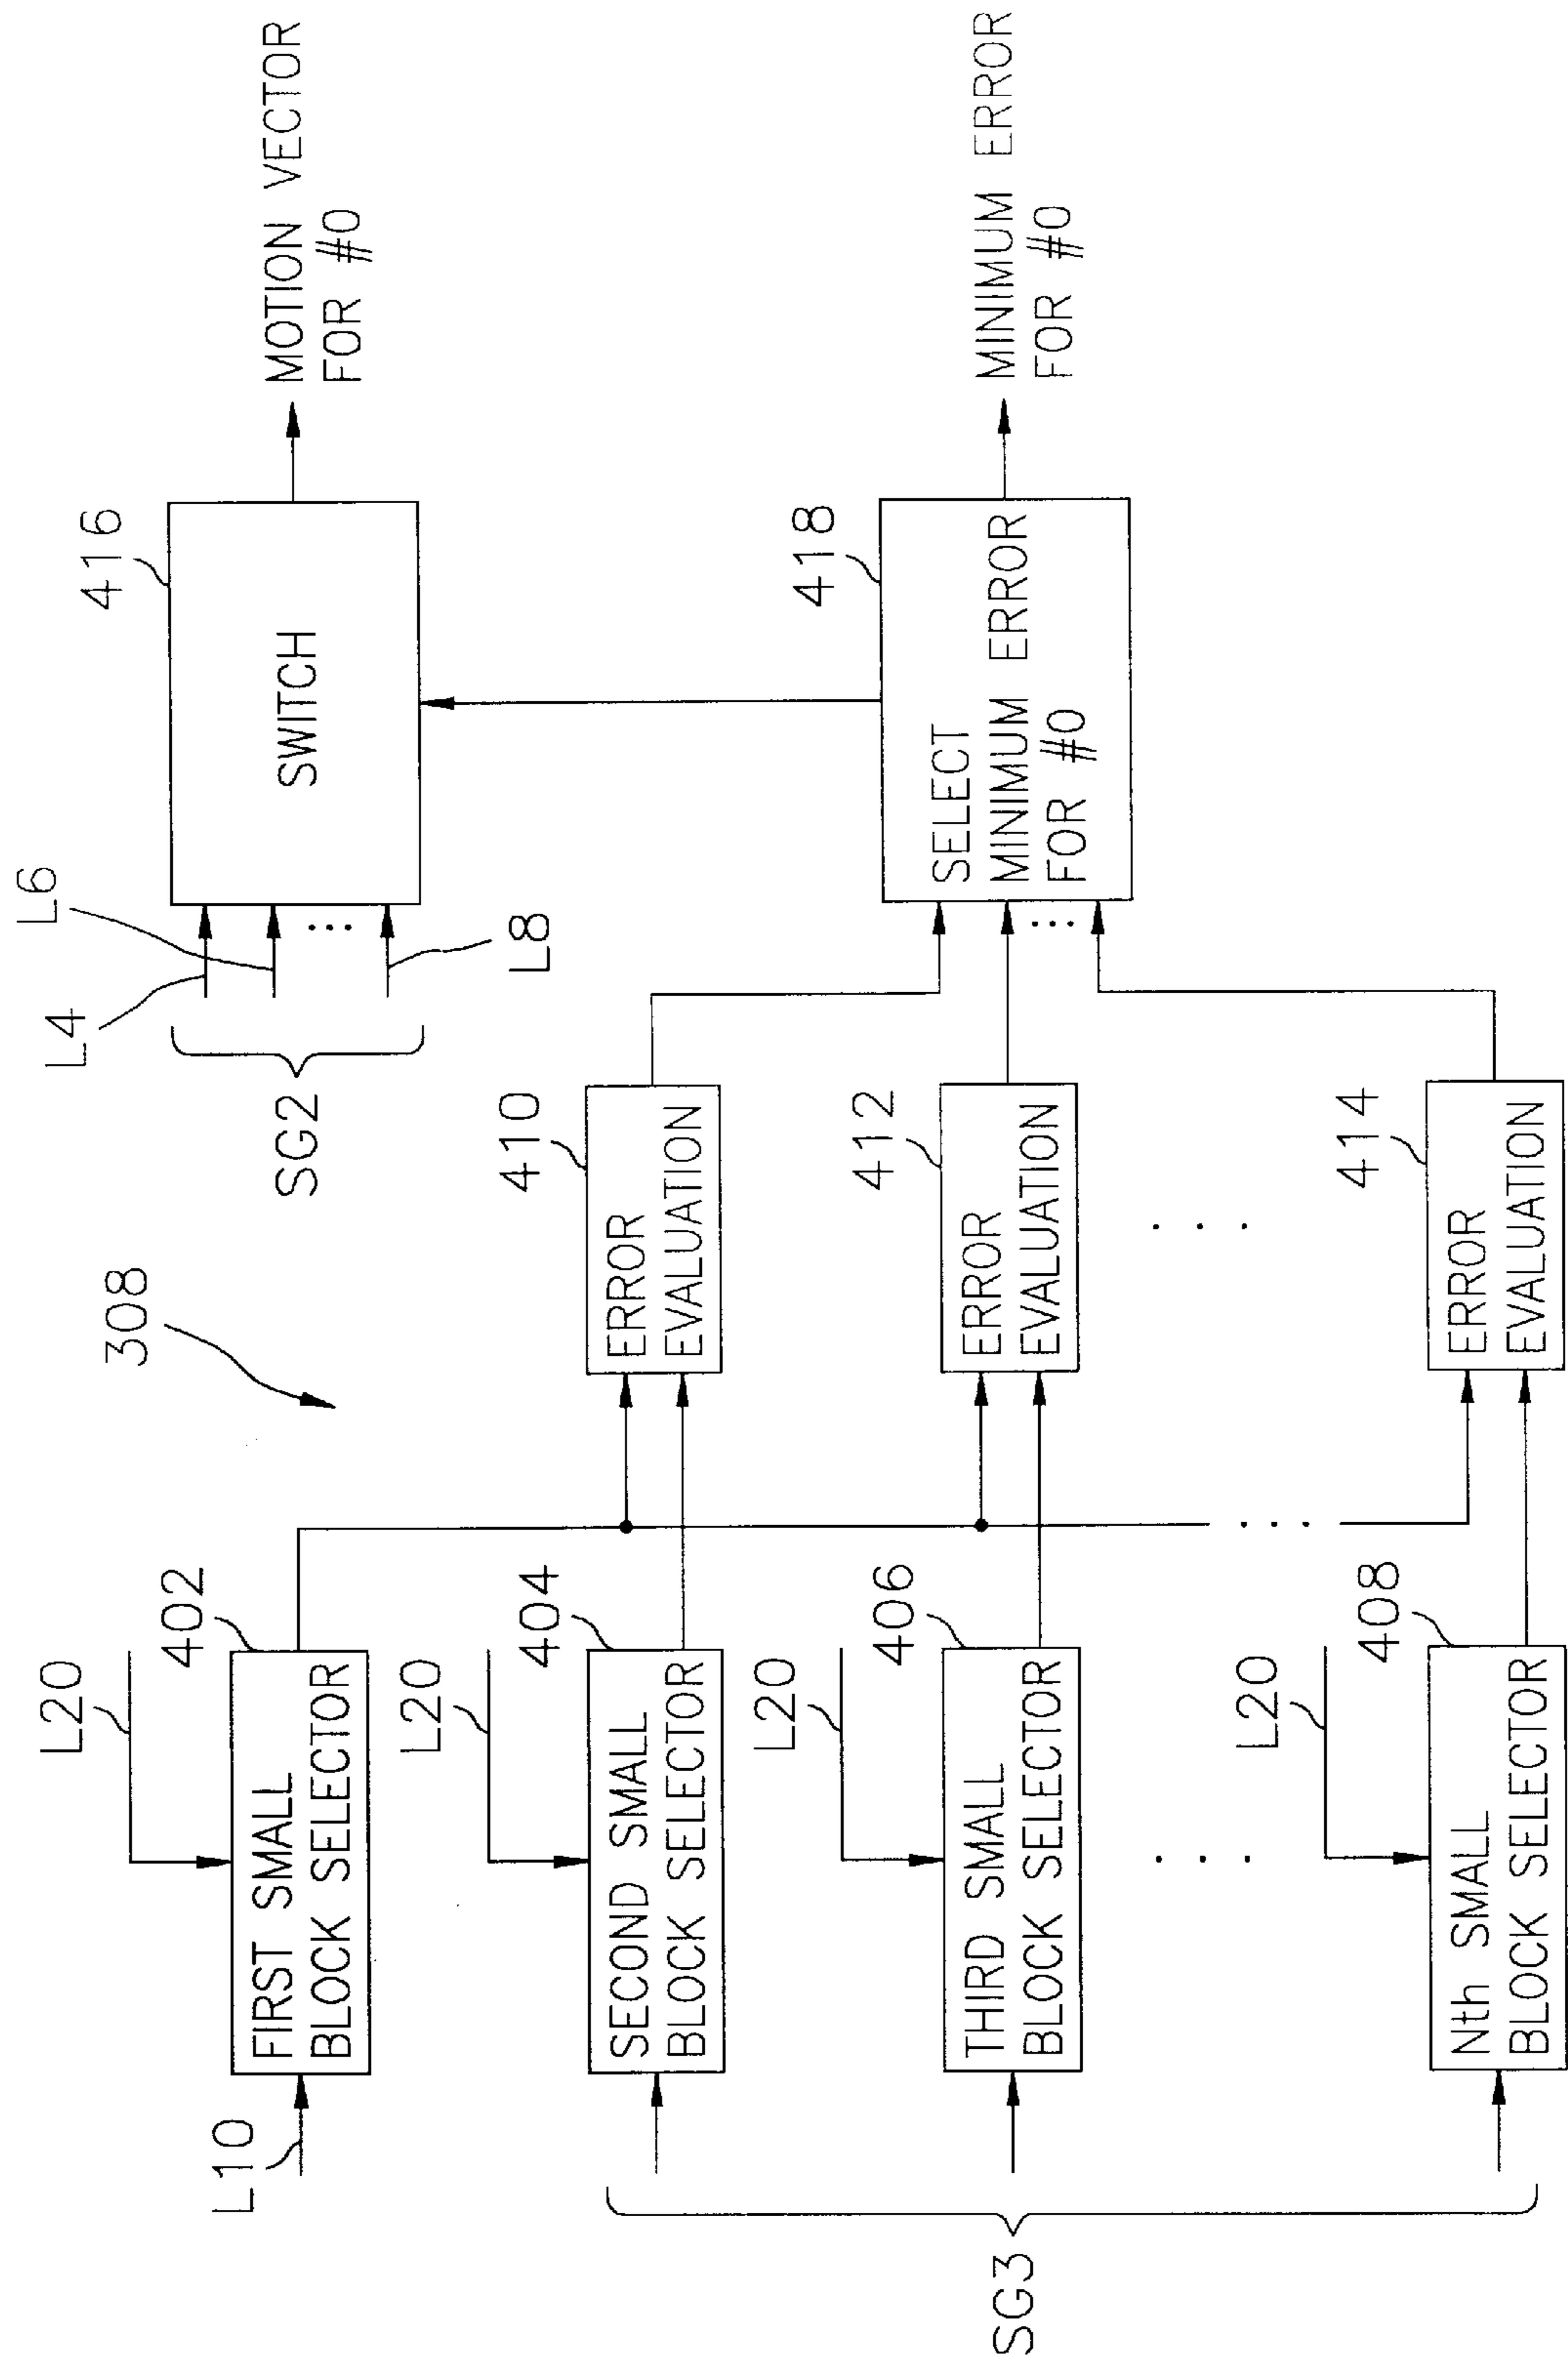 308
L10
L20
402
FIRST SMALL
BLOCK SELECTOR
L20
404
SECOND SMALL
BLOCK SELECTOR
L20
406
THIRD SMALL
BLOCK SELECTOR
. . .
L20
408
Nth SMALL
BLOCK SELECTOR
SG3
. . .
410
ERROR
EVALUATION
412
ERROR
EVALUATION
. . .
414
ERROR
EVALUATION
L4
L6
...
L8
SG2
416
SWITCH
MOTION VECTOR
FOR #0
...
418
SELECT
MINIMUM ERROR
FOR #0
MINIMUM ERROR
FOR #0